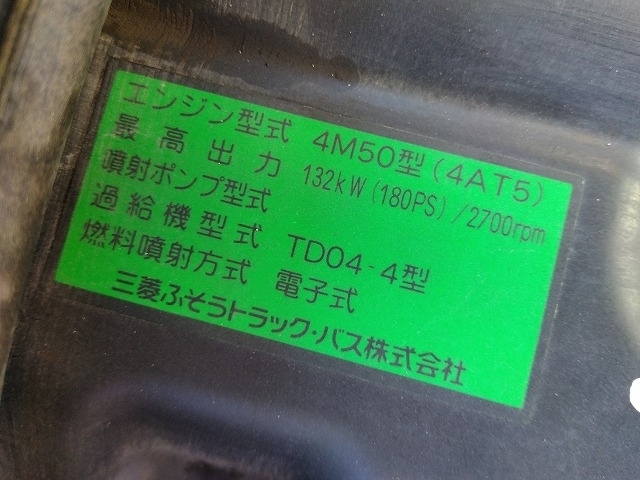 エンジン型式 4M50型(4AT5)
最高出力 132kW(180PS)/2700rpm
噴射ポンプ型式
過給機型式 TD04-4型
燃料噴射方式 電子式
三菱ふそうトラック・バス株式会社